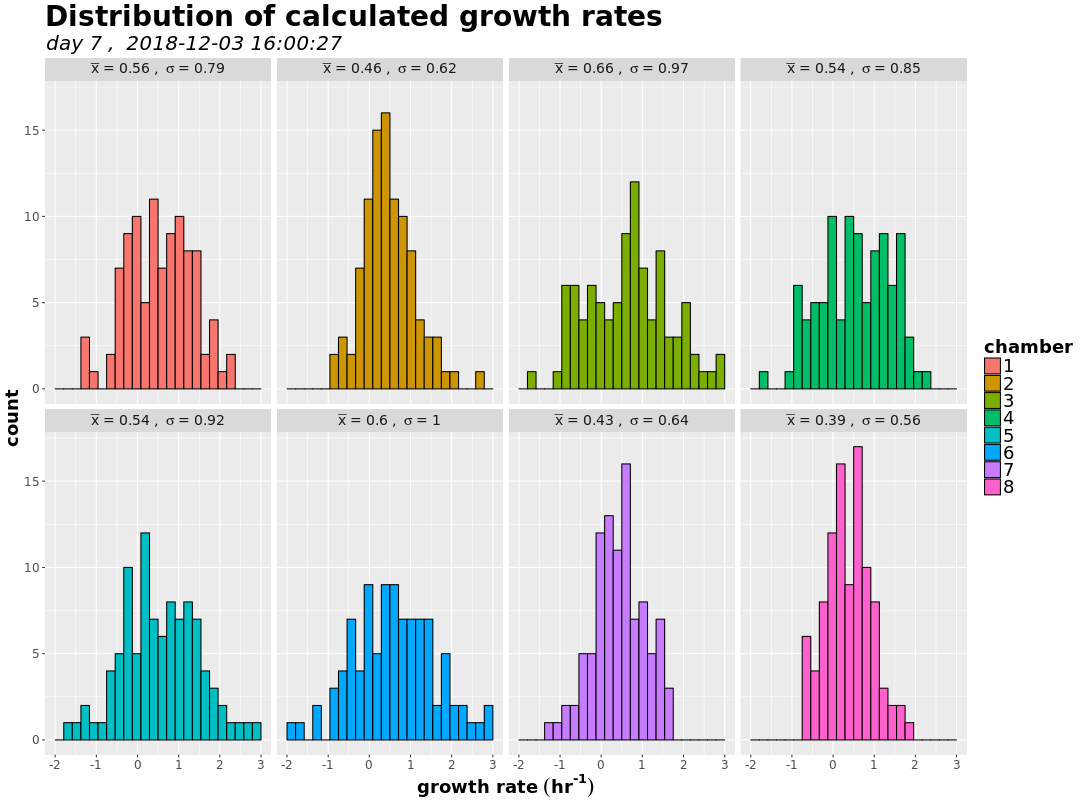 Distribution of calculated growth rates
day 7 ,  2018-12-03 16:00:27
x̅ = 0.56 ,  σ = 0.79
x̅ = 0.46 ,  σ = 0.62
x̅ = 0.66 ,  σ = 0.97
x̅ = 0.54 ,  σ = 0.85
15
10
5
0
x̅ = 0.54 ,  σ = 0.92
x̅ = 0.6 ,  σ = 1
x̅ = 0.43 ,  σ = 0.64
x̅ = 0.39 ,  σ = 0.56
15
10
5
0
-2 -1 0 1 2 3
-2 -1 0 1 2 3
-2 -1 0 1 2 3
-2 -1 0 1 2 3
count
growth rate (hr⁻¹)
chamber
1
2
3
4
5
6
7
8